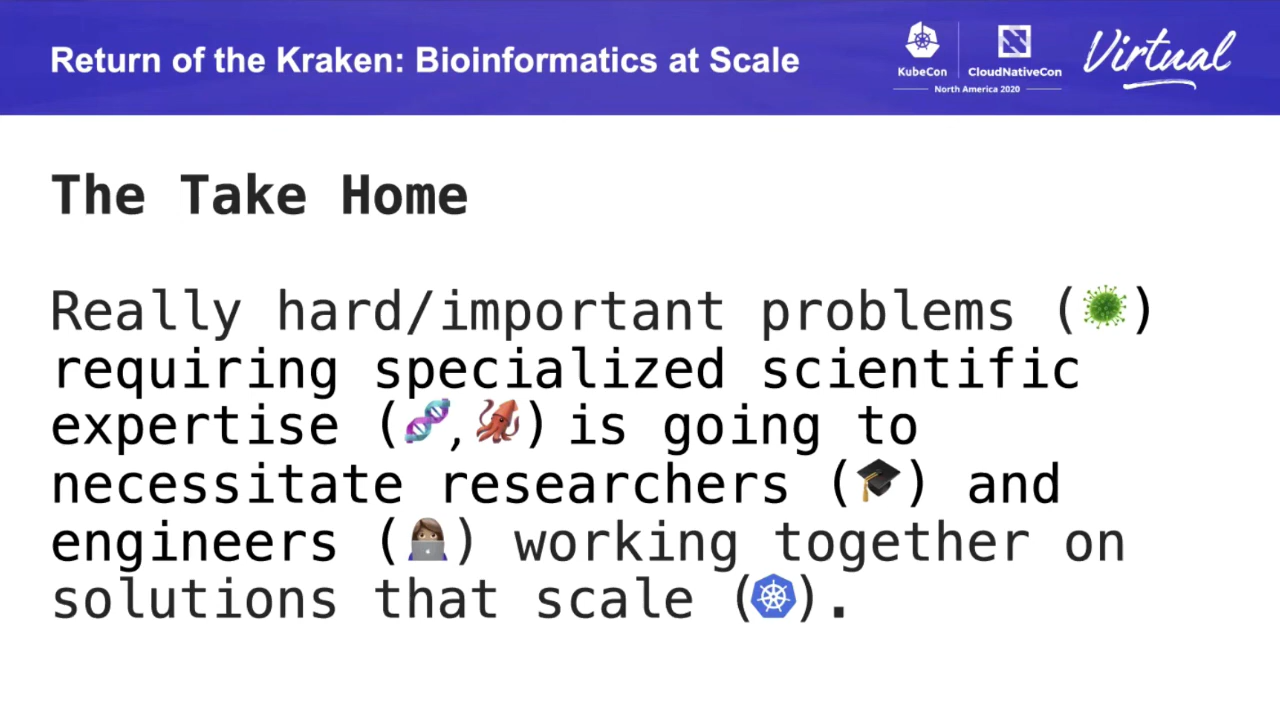 Return of the Kraken: Bioinformatics at Scale
KubeCon
CloudNativeCon
North America 2020
Virtual
The Take Home
Really hard/important problems (🦠)
requiring specialized scientific
expertise (🧬,🦑) is going to
necessitate researchers (🎓) and
engineers (👩🏽‍💻) working together on
solutions that scale ().